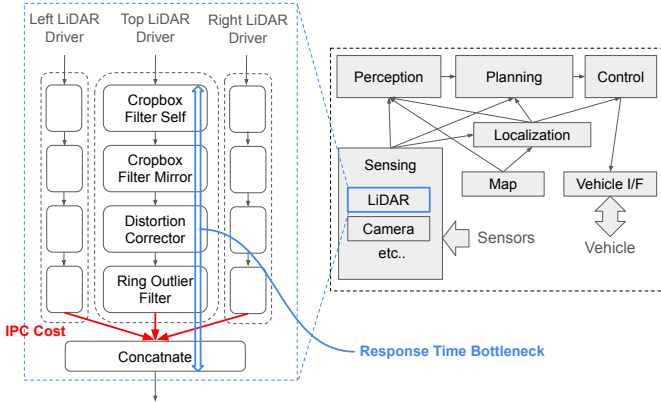 Left LiDAR
Driver
Top LiDAR
Driver
Right LiDAR
Driver
Cropbox
Filter Self
Cropbox
Filter Mirror
Distortion
Corrector
Ring Outlier
Filter
IPC Cost
Concatnate
Response Time Bottleneck
Perception
Planning
Control
Localization
Sensing
LiDAR
Camera
etc..
Map
Vehicle I/F
Sensors
Vehicle